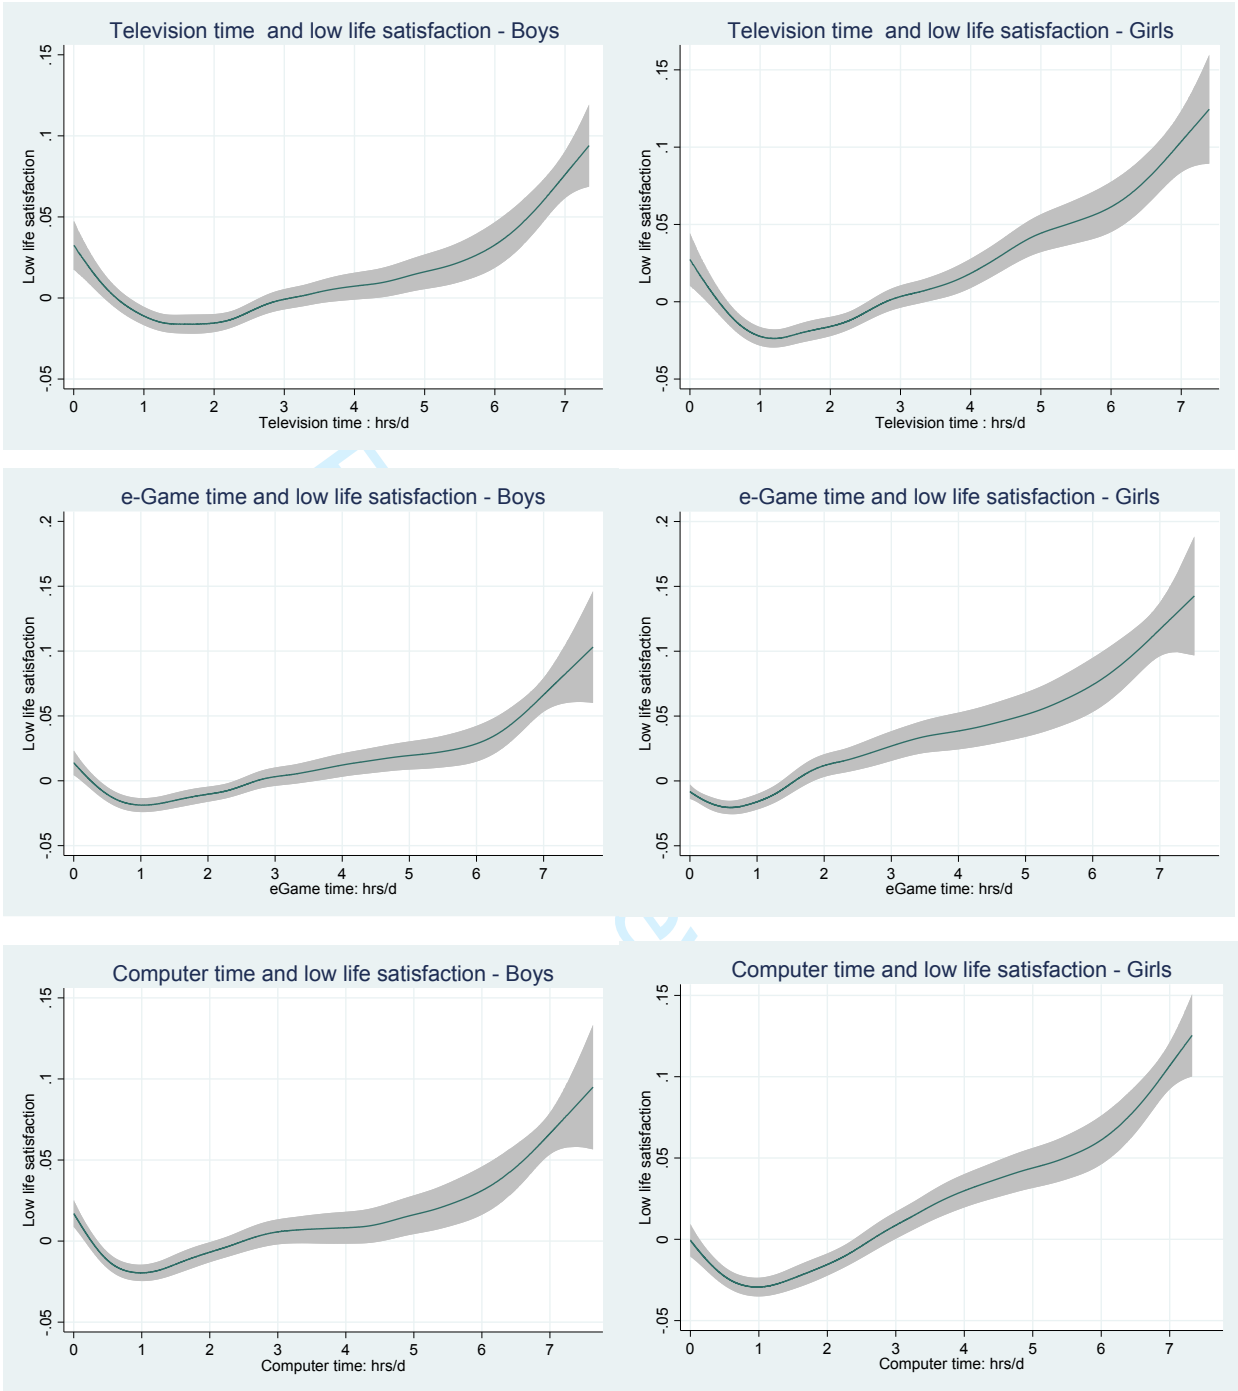 Television time  and low life satisfaction - Boys
Low life satisfaction
.15
.1
.05
0
-.05
0 1 2 3 4 5 6 7
Television time : hrs/d
Television time  and low life satisfaction - Girls
Low life satisfaction
.15
.1
.05
0
-.05
0 1 2 3 4 5 6 7
Television time : hrs/d
e-Game time and low life satisfaction - Boys
Low life satisfaction
.2
.15
.1
.05
0
-.05
0 1 2 3 4 5 6 7
eGame time: hrs/d
e-Game time and low life satisfaction - Girls
Low life satisfaction
.2
.15
.1
.05
0
-.05
0 1 2 3 4 5 6 7
eGame time: hrs/d
Computer time and low life satisfaction - Boys
Low life satisfaction
.15
.1
.05
0
-.05
0 1 2 3 4 5 6 7
Computer time: hrs/d
Computer time and low life satisfaction - Girls
Low life satisfaction
.15
.1
.05
0
-.05
0 1 2 3 4 5 6 7
Computer time: hrs/d